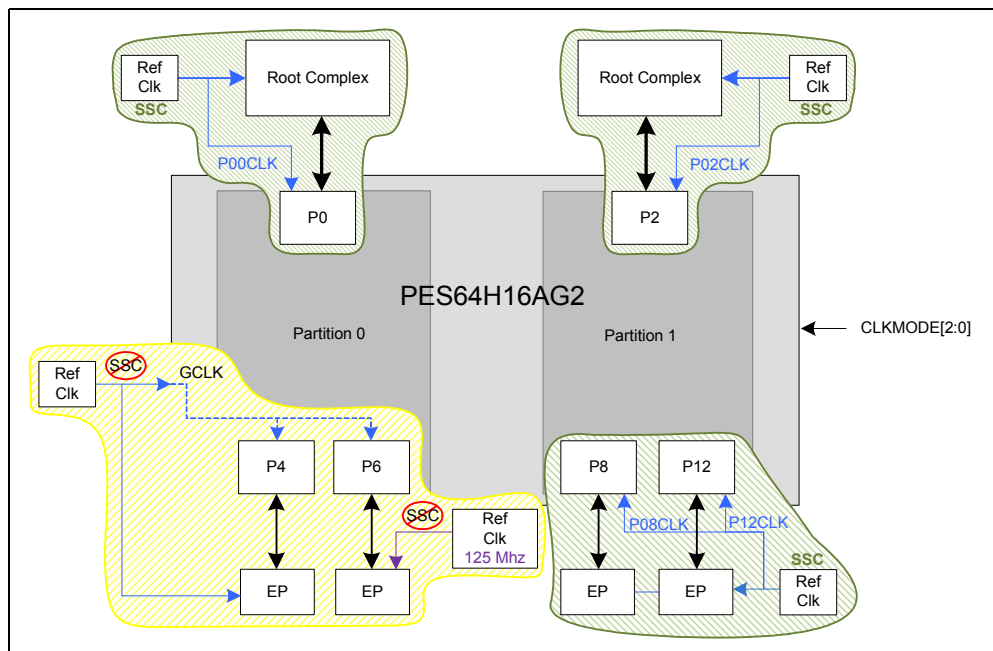 Ref
Clk
SSC
Root Complex
Root Complex
Ref
Clk
SSC
P00CLK
P02CLK
P0
P2
PES64H16AG2
Partition 0
Partition 1
CLKMODE[2:0]
Ref
Clk
SSC
GCLK
P4
P6
P8
P12
SSC
Ref
Clk
125 Mhz
P08CLK
P12CLK
SSC
EP
EP
EP
EP
Ref
Clk